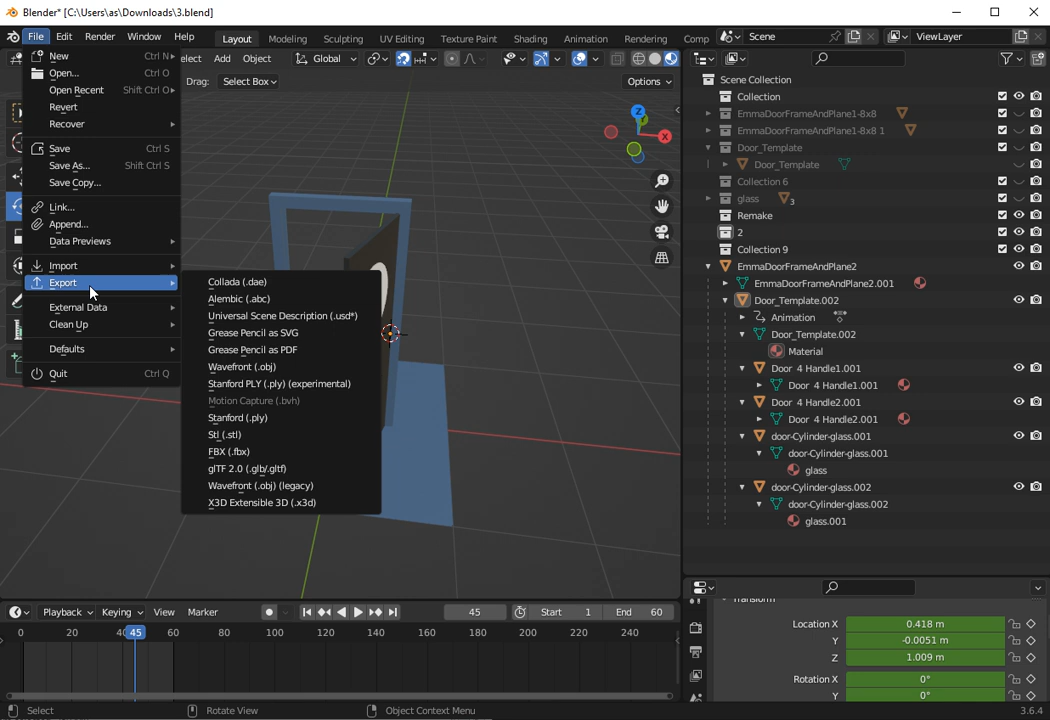 Blender* [C:\Users\as\Downloads\3.blend]
File Edit Render Window Help Layout Modeling Sculpting UV Editing Texture Paint Shading Animation Rendering Comp Scene ViewLayer
elect Add Object Global
Drag: Select Box Options
New Ctrl N
Open... Ctrl O
Open Recent Shift Ctrl O
Revert
Recover
Save Ctrl S
Save As... Shift Ctrl S
Save Copy...
Link...
Append...
Data Previews
Import
Export
External Data
Clean Up
Defaults
Quit Ctrl Q
Collada (.dae)
Alembic (.abc)
Universal Scene Description (.usd*)
Grease Pencil as SVG
Grease Pencil as PDF
Wavefront (.obj)
Stanford PLY (.ply) (experimental)
Motion Capture (.bvh)
Stanford (.ply)
Stl (.stl)
FBX (.fbx)
glTF 2.0 (.glb/.gltf)
Wavefront (.obj) (legacy)
X3D Extensible 3D (.x3d)
X
Z
Scene Collection
Collection
EmmaDoorFrameAndPlane1-8x8
EmmaDoorFrameAndPlane1-8x8 1
Door_Template
Door_Template
Collection 6
glass 3
Remake
2
Collection 9
EmmaDoorFrameAndPlane2
EmmaDoorFrameAndPlane2.001
Door_Template.002
Animation
Door_Template.002
Material
Door 4 Handle1.001
Door 4 Handle1.001
Door 4 Handle2.001
Door 4 Handle2.001
door-Cylinder-glass.001
door-Cylinder-glass.001
glass
door-Cylinder-glass.002
door-Cylinder-glass.002
glass.001
Transform
Location X 0.418 m
Y -0.0051 m
Z 1.009 m
Rotation X 0°
Y 0°
Playback Keying View Marker 45 Start 1 End 60
0 20 40 45 60 80 100 120 140 160 180 200 220 240
Select Rotate View Object Context Menu 3.6.4